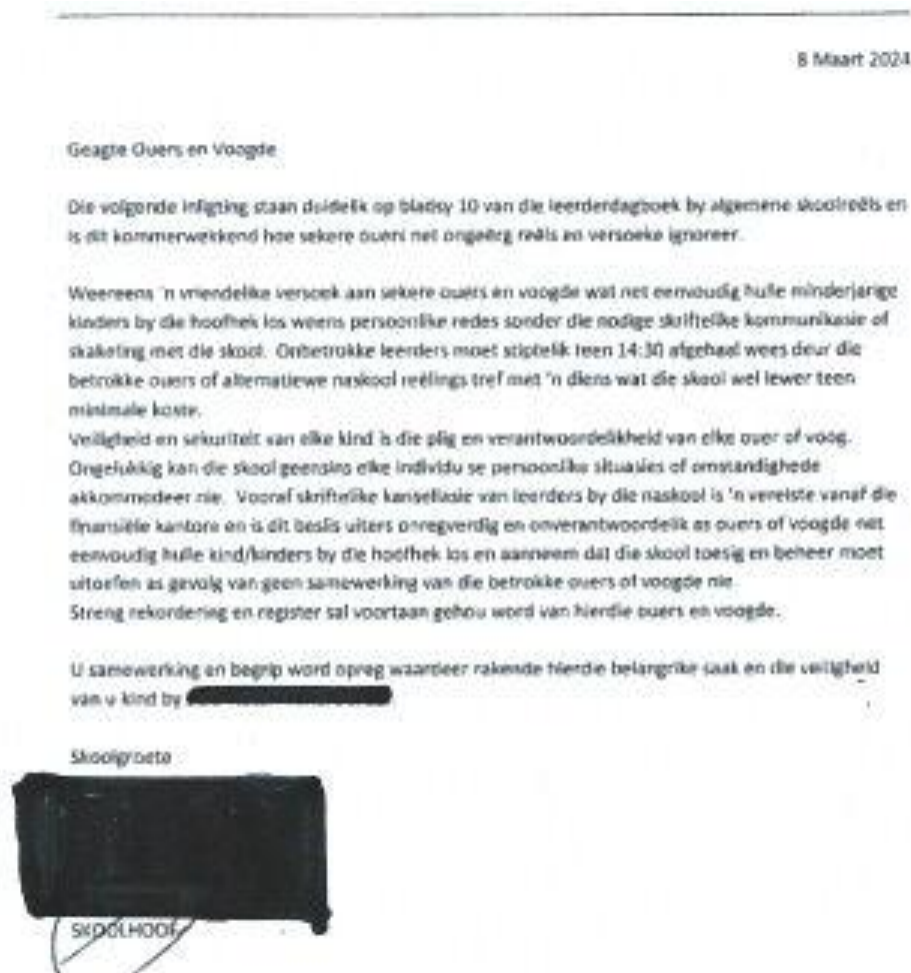 8 Maart 2024
Geagte Ouers en Voogde
Die volgende inligting staan duidelik op bladsy 10 van die leerderdagboek by algemene skoolreëls en
is dit kommerwekkend hoe sekere ouers net ongeërg reëls en versoeke ignoreer.
Weereens 'n vriendelike versoek aan sekere ouers en voogde wat net eenvoudig hulle minderjarige
kinders by die hoofhek los weens persoonlike redes sonder die nodige skriftelike kommunikasie of
skakeling met die skool. Onbetrokke leerders moet stiptelik teen 14:30 afgehaal wees deur die
betrokke ouers of alternatiewe naskool reëlings tref met 'n diens wat die skool wel lewer teen
minimale koste.
Veiligheid en sekuriteit van elke kind is die plig en verantwoordelikheid van elke ouer of voog.
Ongelukkig kan die skool geensins elke individu se persoonlike situasies of omstandighede
akkommodeer nie. Vooraf skriftelike kansellasie van leerders by die naskool is 'n vereiste vanaf die
finansiële kantore en is dit beslis uiters onregverdig en onverantwoordelik as ouers of voogde net
eenvoudig hulle kind/kinders by die hoofhek los en aanneem dat die skool toesig en beheer moet
uitoefen as gevolg van geen samewerking van die betrokke ouers of voogde nie.
Streng rekordering en register sal voortaan gehou word van hierdie ouers en voogde.
U samewerking en begrip word opreg waardeer rakende hierdie belangrike saak en die veiligheid
van u kind by
Skoolgroete
SKOOLHOOF